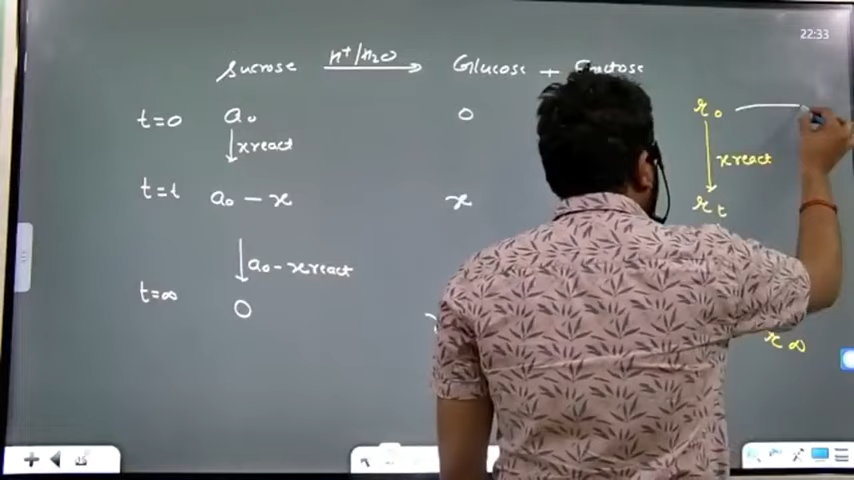 22:33
Sucrose H⁺/H₂O → Glucose + Fructose
t=0 a₀ 0 r₀
↓ x react ↓ x react
t=t a₀ - x x rt
↓ a₀ - x react
t=∞ 0 r∞